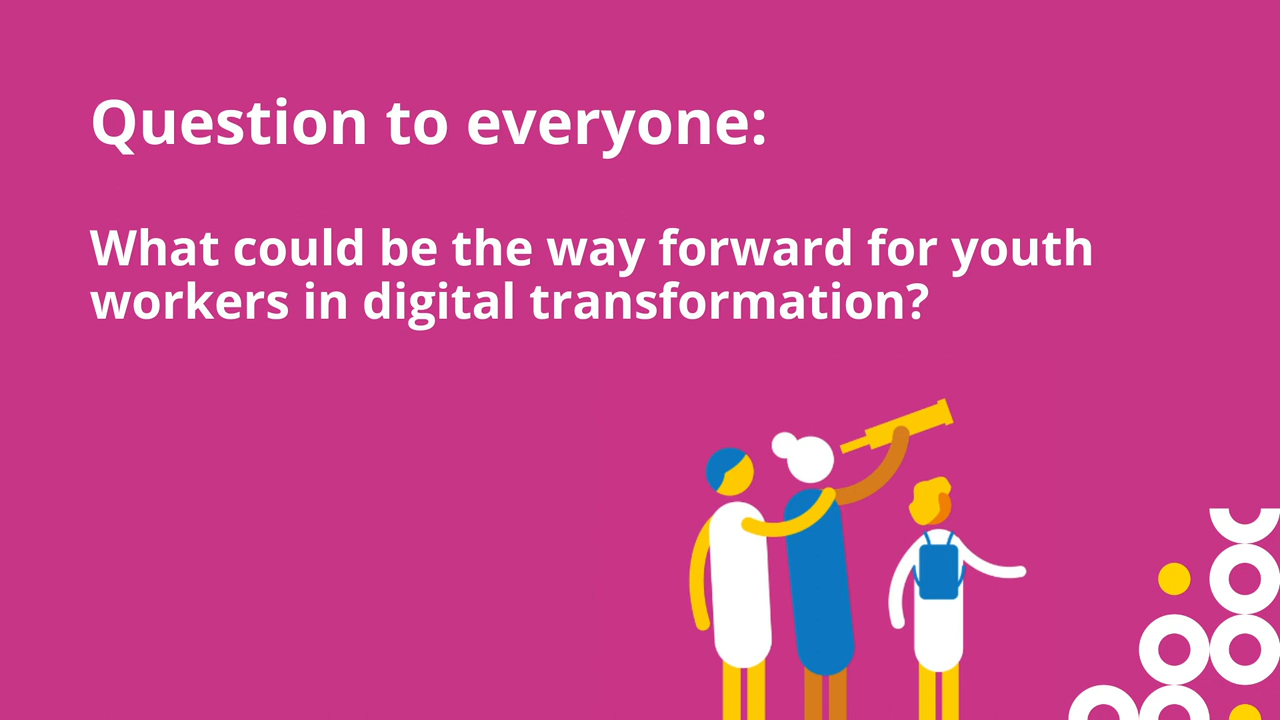 Question to everyone:
What could be the way forward for youth
workers in digital transformation?